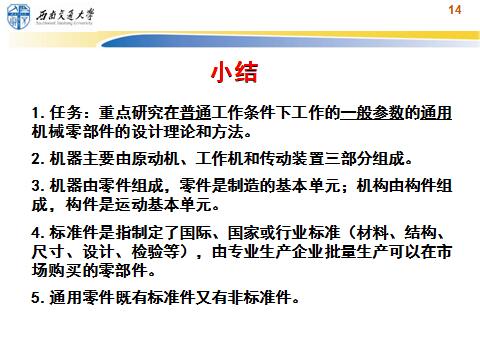 西南交通大学
Southwest Jiaotong University
14
小结
1.任务：重点研究在普通工作条件下工作的一般参数的通用
机械零部件的设计理论和方法。
2.机器主要由原动机、工作机和传动装置三部分组成。
3.机器由零件组成，零件是制造的基本单元；机构由构件组
成，构件是运动基本单元。
4.标准件是指制定了国际、国家或行业标准（材料、结构、
尺寸、设计、检验等），由专业生产企业批量生产可以在市
场购买的零部件。
5.通用零件既有标准件又有非标准件。